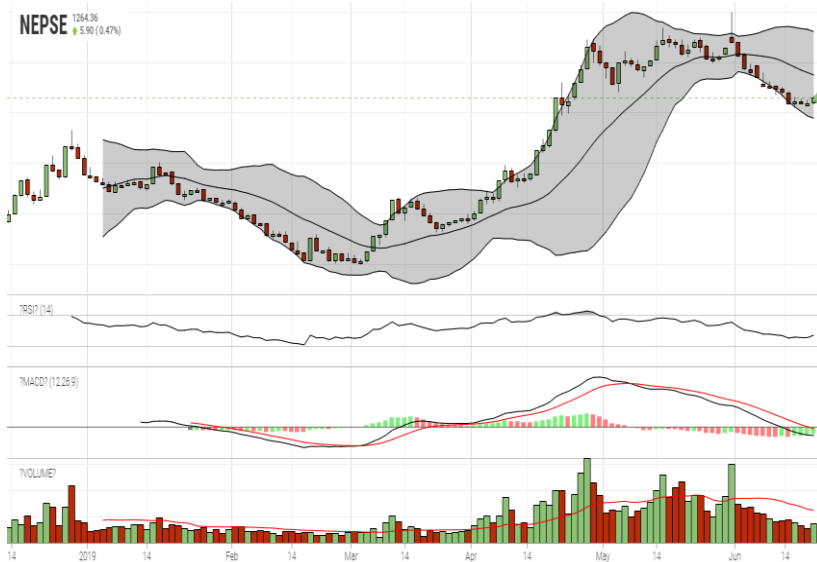 NEPSE 1264.36
5.90 (0.47%)
?RSI? (14)
?MACD? (12,26,9)
?VOLUME?
14 2019 14 Feb 14 Mar 14 Apr 14 May 14 Jun 14